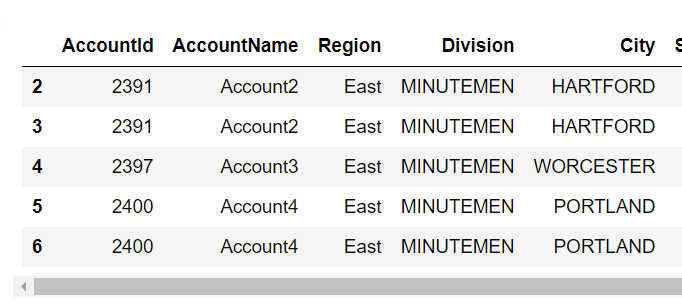 AccountId AccountName Region Division City
2 2391 Account2 East MINUTEMEN HARTFORD
3 2391 Account2 East MINUTEMEN HARTFORD
4 2397 Account3 East MINUTEMEN WORCESTER
5 2400 Account4 East MINUTEMEN PORTLAND
6 2400 Account4 East MINUTEMEN PORTLAND